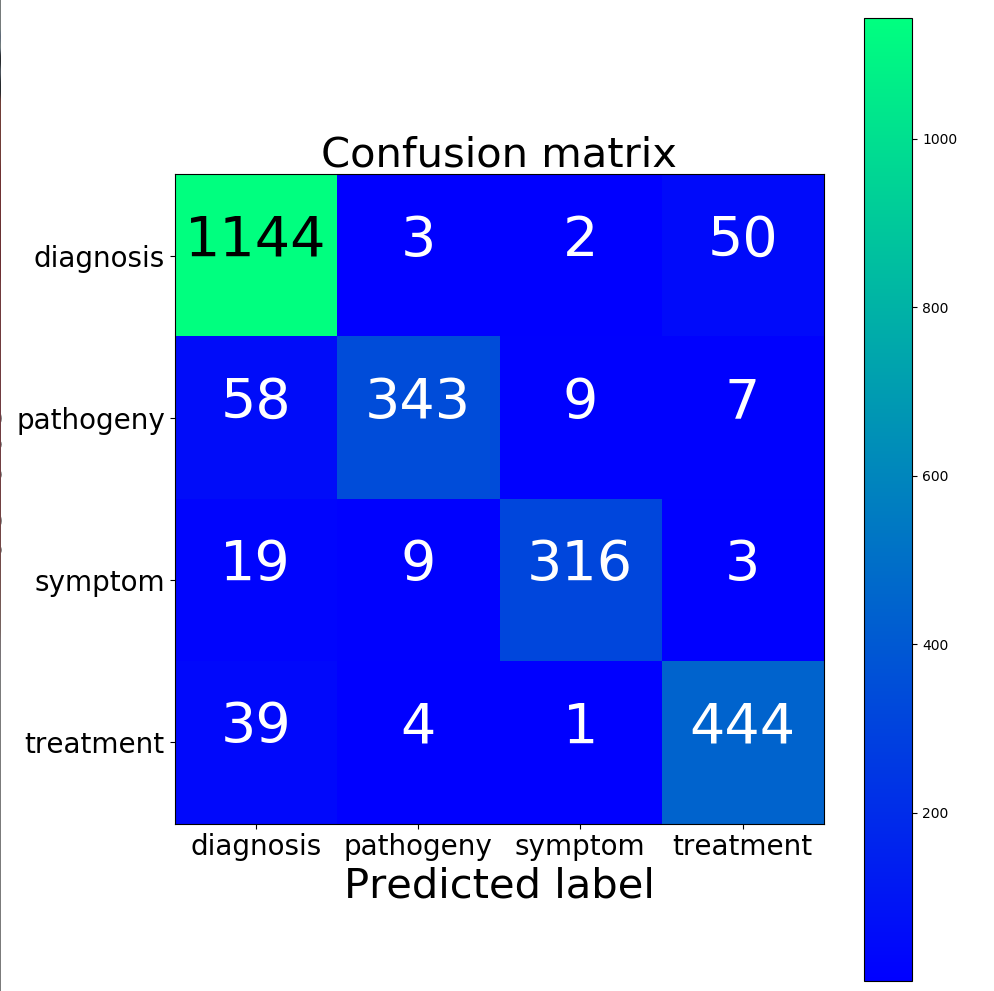 Confusion matrix
diagnosis 1144 3 2 50
pathogeny 58 343 9 7
symptom 19 9 316 3
treatment 39 4 1 444
diagnosis pathogeny symptom treatment
Predicted label
1000
800
600
400
200